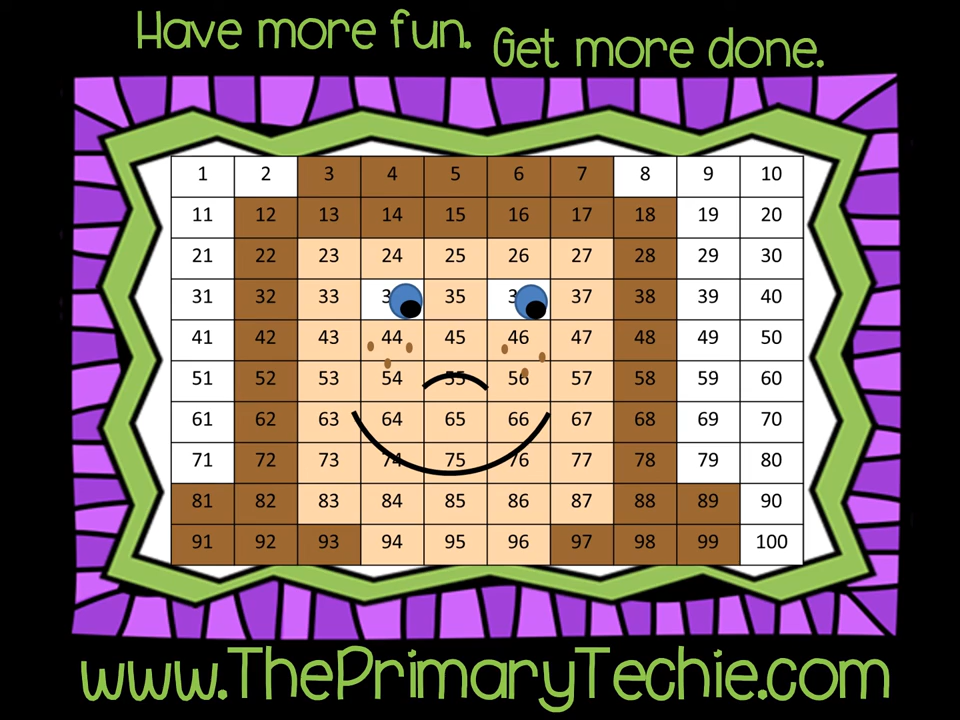 Have more fun. Get more done.
1 2 3 4 5 6 7 8 9 10
11 12 13 14 15 16 17 18 19 20
21 22 23 24 25 26 27 28 29 30
31 32 33 35 37 38 39 40
41 42 43 44 45 46 47 48 49 50
51 52 53 54 55 56 57 58 59 60
61 62 63 64 65 66 67 68 69 70
71 72 73 74 75 76 77 78 79 80
81 82 83 84 85 86 87 88 89 90
91 92 93 94 95 96 97 98 99 100
www.ThePrimaryTechie.com